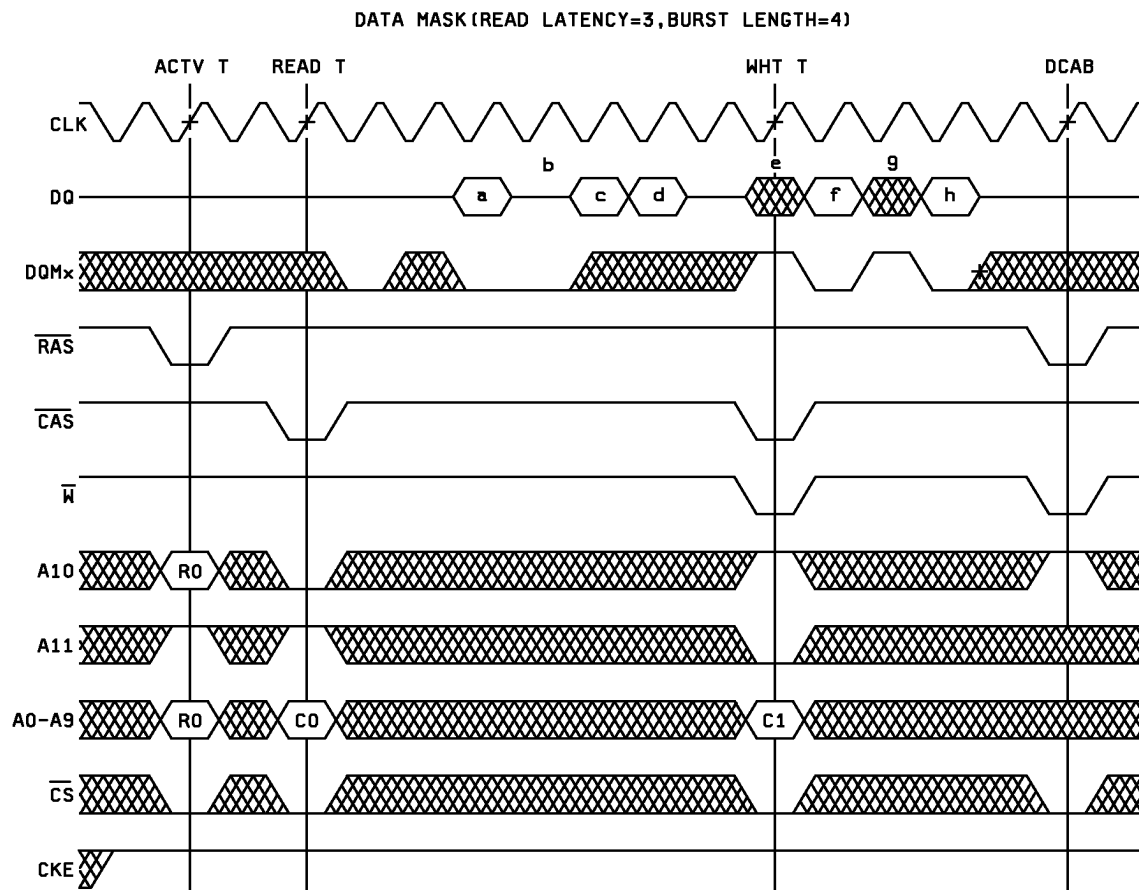 DATA MASK(READ LATENCY=3,BURST LENGTH=4)
ACTV T READ T WHT T DCAB
CLK
b e g
DQ a c d f h
DQMx
RAS
CAS
W
A10 R0
A11
A0-A9 R0 C0 C1
CS
CKE